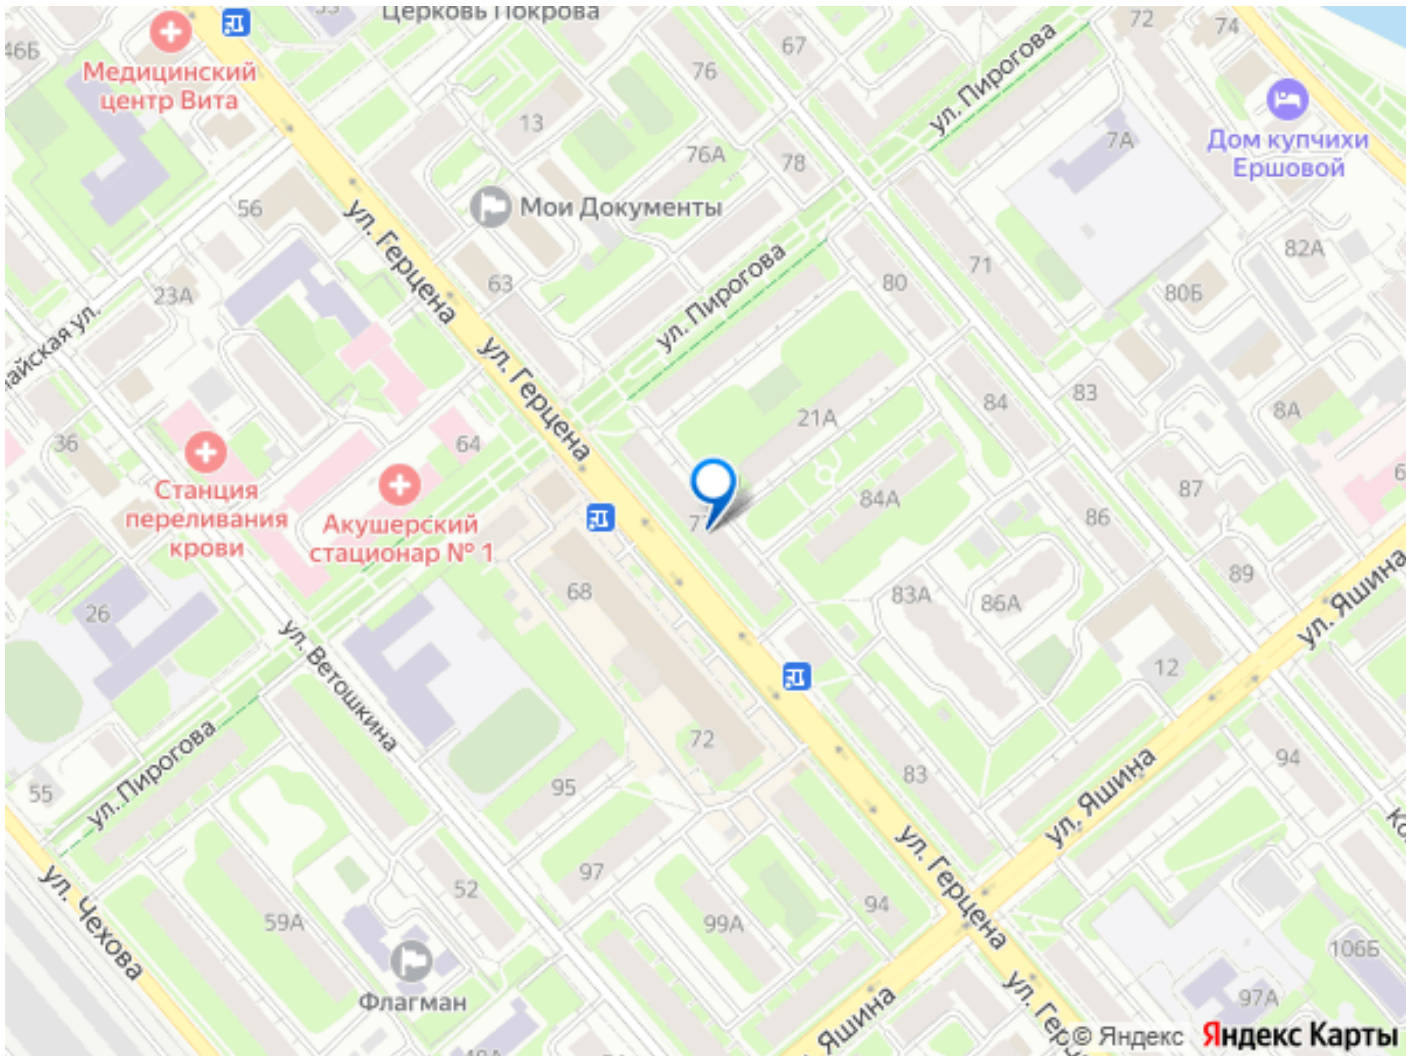 Церковь Покрова
72
74
67
46Б
Медицинский
центр Вита
76
ул. Пирогова
13
7А
Дом купчихи
Ершовой
76А
78
56
Мои Документы
ул. Герцена
82А
71
ул. Пирогова
63
80
80Б
23А
ул. Герцена
83
84
8А
21А
36
64
87
Станция
переливания
крови
Акушерский
стационар № 1
84А
86
89
ул. Яшина
68
83А
86А
26
ул. Ветошкина
12
72
ул. Пирогова
94
83
95
55
ул. Яшина
97
52
ул. Герцена
94
59А
99А
ул. Чехова
106Б
Флагман
97А
Яшина
© Яндекс
Яндекс Карты